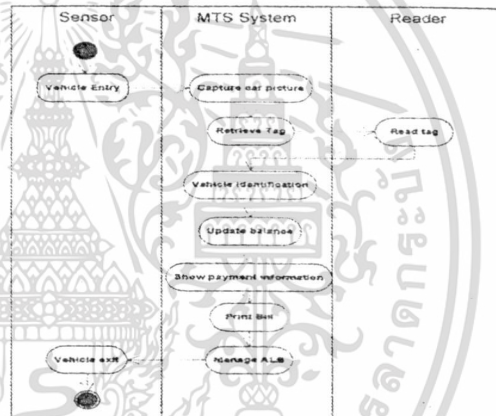 Sensor MTS System Reader
Vehicle Entry Capture car picture
Retrieve Tag Read tag
Vehicle identification
Update balance
Show payment information
Print Bill
Vehicle exit Manage ALB